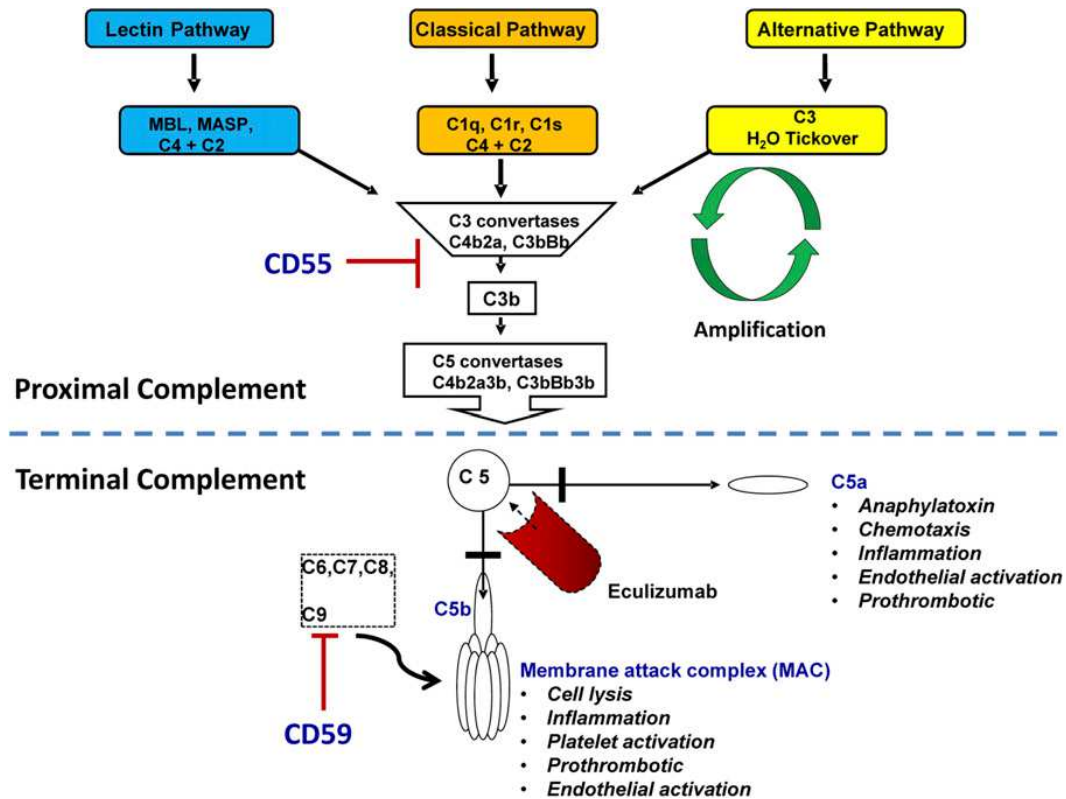 Lectin Pathway
Classical Pathway
Alternative Pathway
MBL, MASP,
C4 + C2
C1q, C1r, C1s
C4 + C2
C3
H₂O Tickover
C3 convertases
C4b2a, C3bBb
CD55
C3b
Amplification
C5 convertases
C4b2a3b, C3bBb3b
Proximal Complement
Terminal Complement
C 5
C5a
• Anaphylatoxin
• Chemotaxis
• Inflammation
• Endothelial activation
• Prothrombotic
C6,C7,C8,
C9
C5b
Eculizumab
CD59
Membrane attack complex (MAC)
• Cell lysis
• Inflammation
• Platelet activation
• Prothrombotic
• Endothelial activation